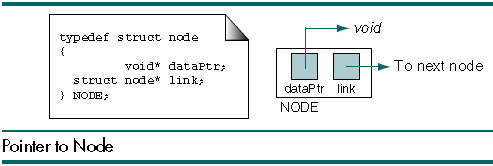 typedef struct node
{
void* dataPtr;
struct node* link;
} NODE;
void
To next node
dataPtr link
NODE
Pointer to Node